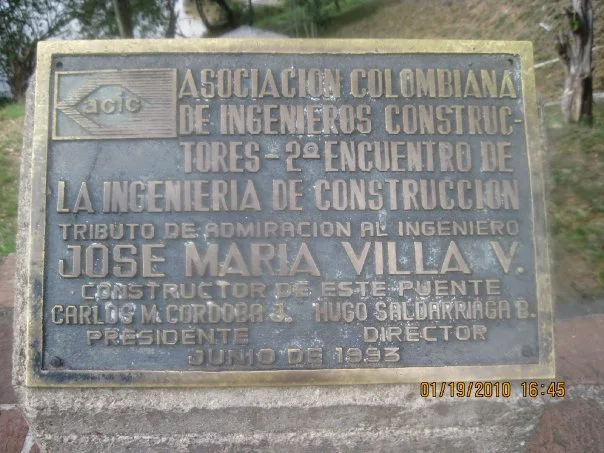 acic
ASOCIACION COLOMBIANA
DE INGENIEROS CONSTRUC-
TORES - 2º ENCUENTRO DE
LA INGENIERIA DE CONSTRUCCION
TRIBUTO DE ADMIRACION AL INGENIERO
JOSE MARIA VILLA V.
CONSTRUCTOR DE ESTE PUENTE
CARLOS M. CORDOBA J. HUGO SALDARRIAGA B.
PRESIDENTE DIRECTOR
JUNIO DE 1993
01/19/2010 16:45